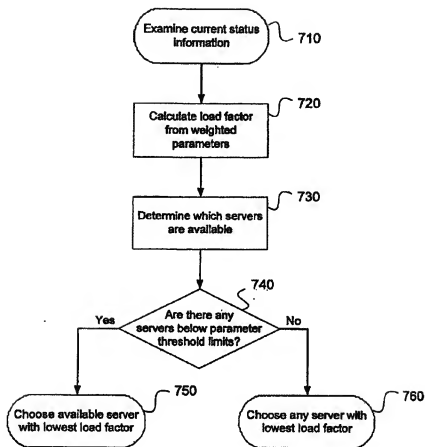 Examine current status
information
710
720
Calculate load factor
from weighted
parameters
730
Determine which servers
are available
740
Are there any
servers below parameter
threshold limits?
Yes
No
750
760
Choose available server
with lowest load factor
Choose any server with
lowest load factor